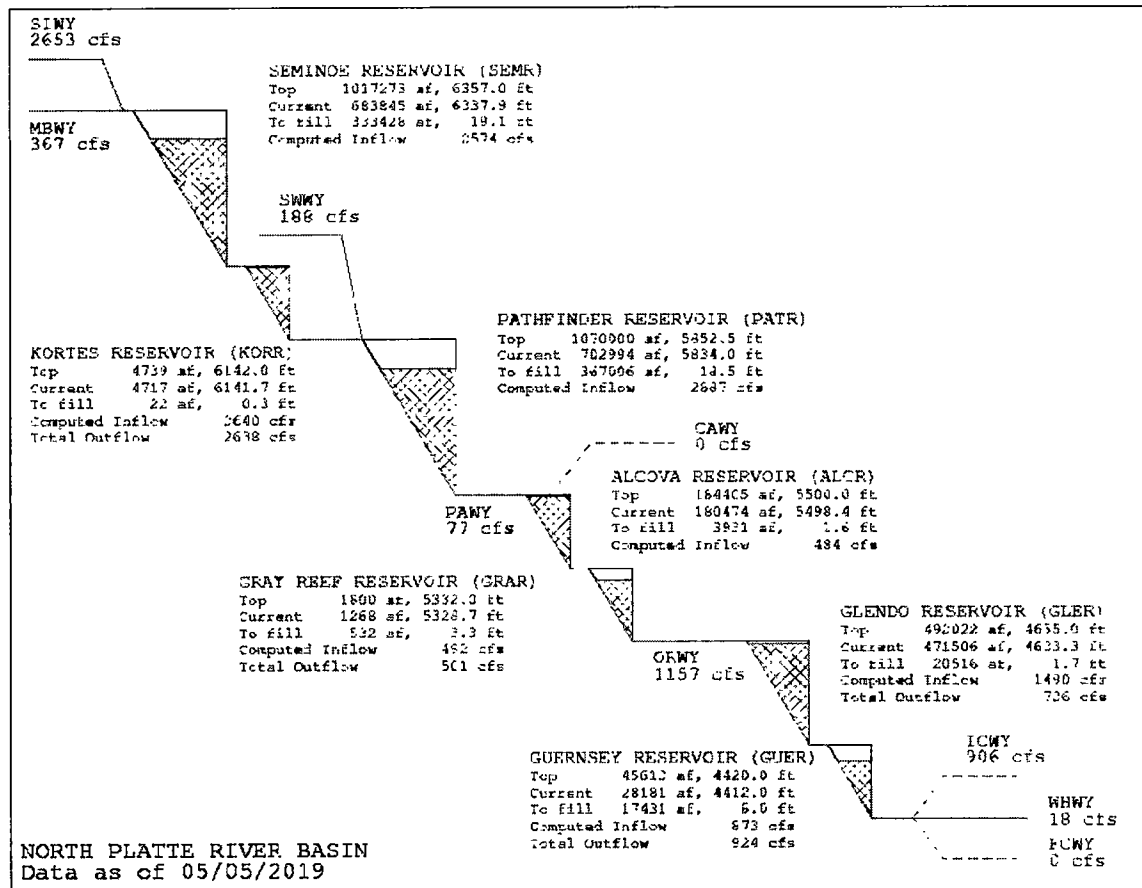 SIWY
2653 cfs
SEMINOE RESERVOIR (SEMR)
Top 1017273 af, 6357.0 ft
Current 683845 af, 6337.9 ft
To fill 333428 af, 19.1 ft
Computed Inflow 2574 cfs
MBWY
367 cfs
SWWY
188 cfs
PATHFINDER RESERVOIR (PATR)
Top 1070000 af, 5852.5 ft
Current 702994 af, 5834.0 ft
To fill 367006 af, 18.5 ft
Computed Inflow 2887 cfs
KORTES RESERVOIR (KORR)
Top 4739 af, 6142.0 ft
Current 4717 af, 6141.7 ft
To fill 22 af, 0.3 ft
Computed Inflow 2640 cfs
Total Outflow 2638 cfs
CAWY
0 cfs
ALCOVA RESERVOIR (ALCR)
Top 184405 af, 5500.0 ft
Current 180474 af, 5498.4 ft
To fill 3931 af, 1.6 ft
Computed Inflow 484 cfs
PAWY
77 cfs
GRAY REEF RESERVOIR (GRAR)
Top 1800 af, 5332.0 ft
Current 1268 af, 5328.7 ft
To fill 532 af, 3.3 ft
Computed Inflow 492 cfs
Total Outflow 501 cfs
GLENDO RESERVOIR (GLER)
Top 492022 af, 4635.0 ft
Current 471506 af, 4633.3 ft
To fill 20516 af, 1.7 ft
Computed Inflow 1490 cfs
Total Outflow 726 cfs
ORWY
1157 cfs
GUERNSEY RESERVOIR (GUER)
Top 45612 af, 4420.0 ft
Current 28181 af, 4412.0 ft
To fill 17431 af, ft
Computed Inflow 873 cfs
Total Outflow 924 cfs
ICWY
906 cfs
WHWY
18 cfs
0 cfs
NORTH PLATTE RIVER BASIN
Data as of 05/05/2019